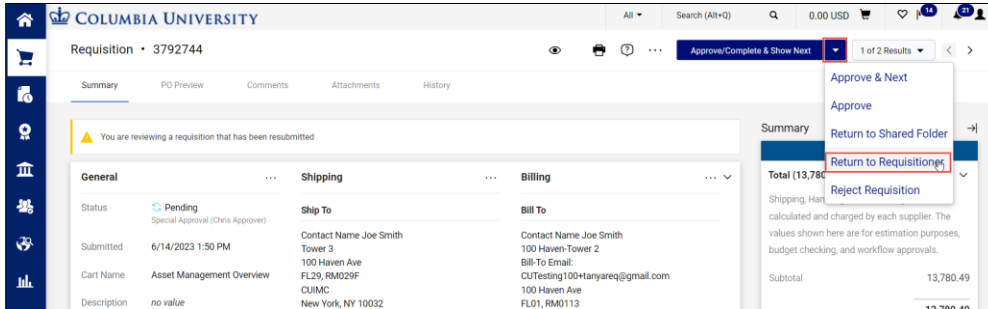 COLUMBIA UNIVERSITY
All
Search (Alt+Q)
0.00 USD
14
21
Requisition • 3792744
Approve/Complete & Show Next
1 of 2 Results
Summary
PO Preview
Comments
Attachments
History
Approve & Next
Approve
Return to Shared Folder
Return to Requisitioner
Reject Requisition
You are reviewing a requisition that has been resubmitted
General
Status
Pending
Special Approval (Chris Approver)
Submitted
6/14/2023 1:50 PM
Cart Name
Asset Management Overview
Description
no value
Shipping
Ship To
Contact Name Joe Smith
Tower 3
100 Haven Ave
FL29, RM029F
CUIMC
New York, NY 10032
Billing
Bill To
Contact Name Joe Smith
100 Haven-Tower 2
Bill-To Email:
CUTesting100+tanyareq@gmail.com
100 Haven Ave
FL01, RM0113
Summary
Total (13,780
Shipping, Han
calculated and charged by each supplier. The
values shown here are for estimation purposes,
budget checking, and workflow approvals.
Subtotal
13,780.49
13,780.49